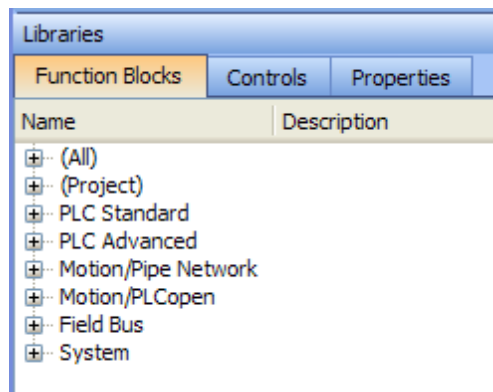 Libraries
Function Blocks Controls Properties
Name Description
(All)
(Project)
PLC Standard
PLC Advanced
Motion/Pipe Network
Motion/PLCopen
Field Bus
System